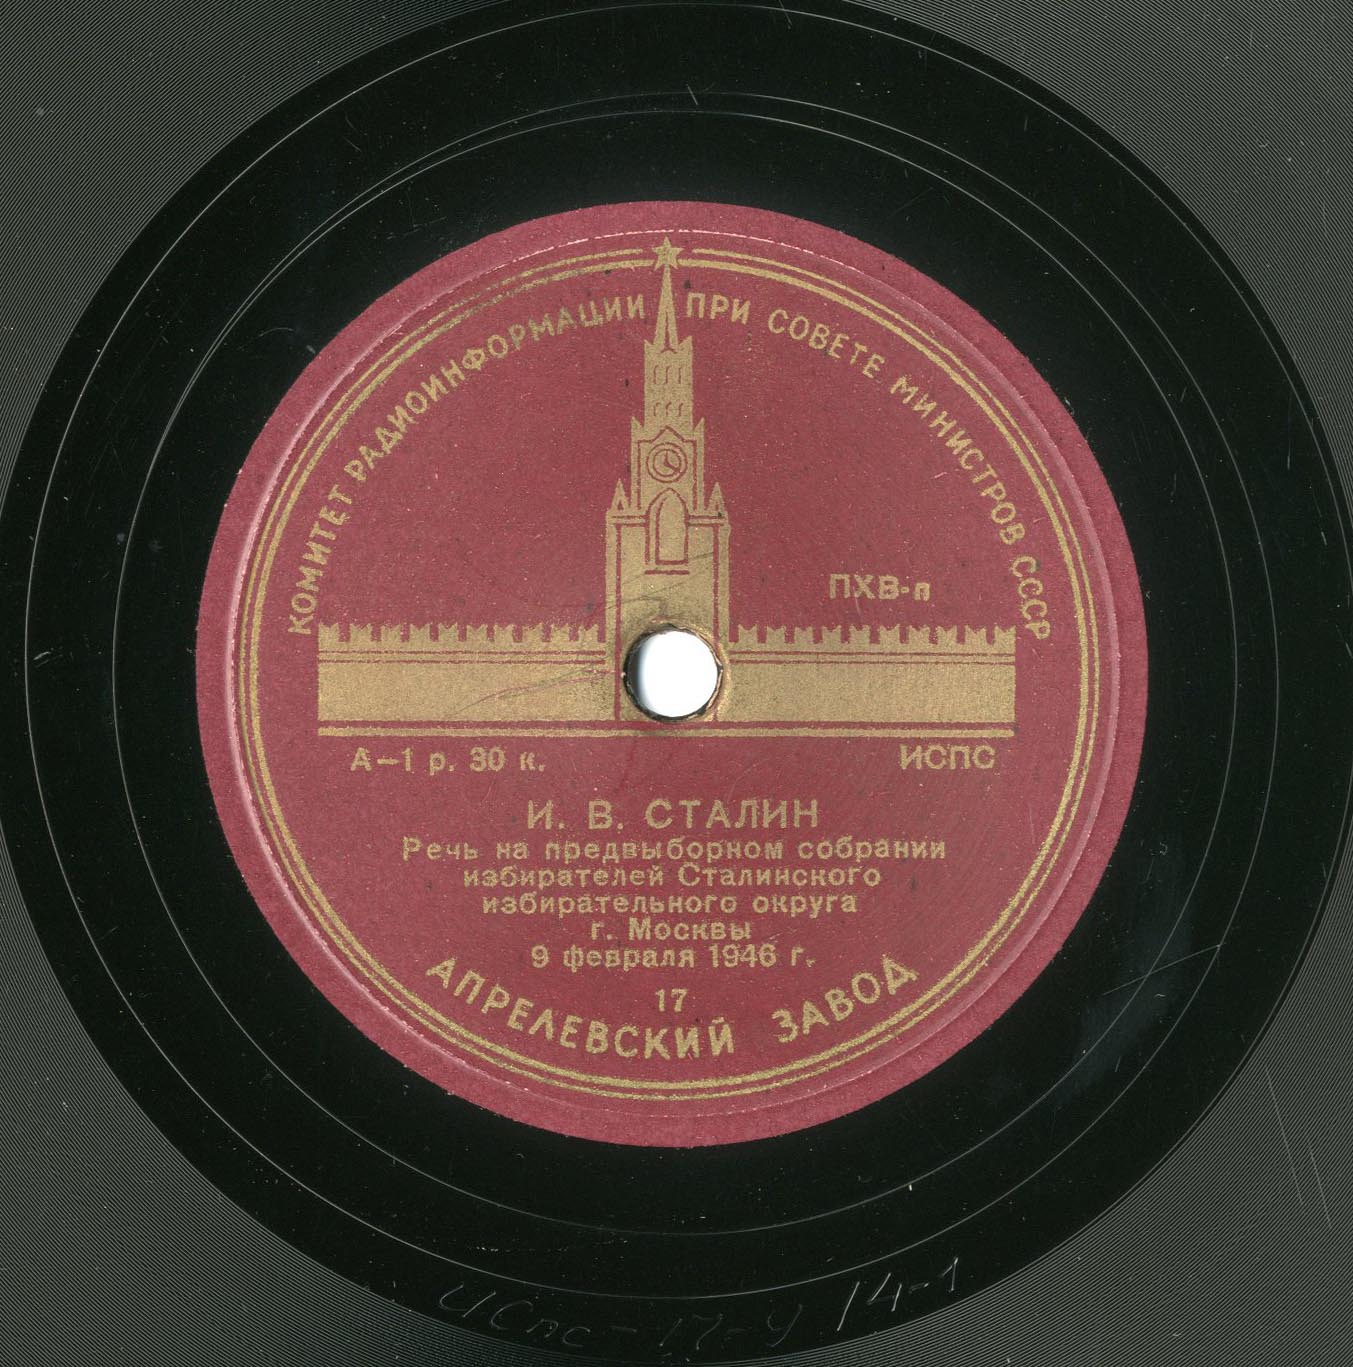 КОМИТЕТ РАДИОИНФОРМАЦИИ ПРИ СОВЕТЕ МИНИСТРОВ СССР
ПХВ-п
А-1 р. 30 к.
ИСПС
И. В. СТАЛИН
Речь на предвыборном собрании
избирателей Сталинского
избирательного округа
г. Москвы
9 февраля 1946 г.
17
АПРЕЛЕВСКИЙ ЗАВОД
ИСпс-17-У /4-1